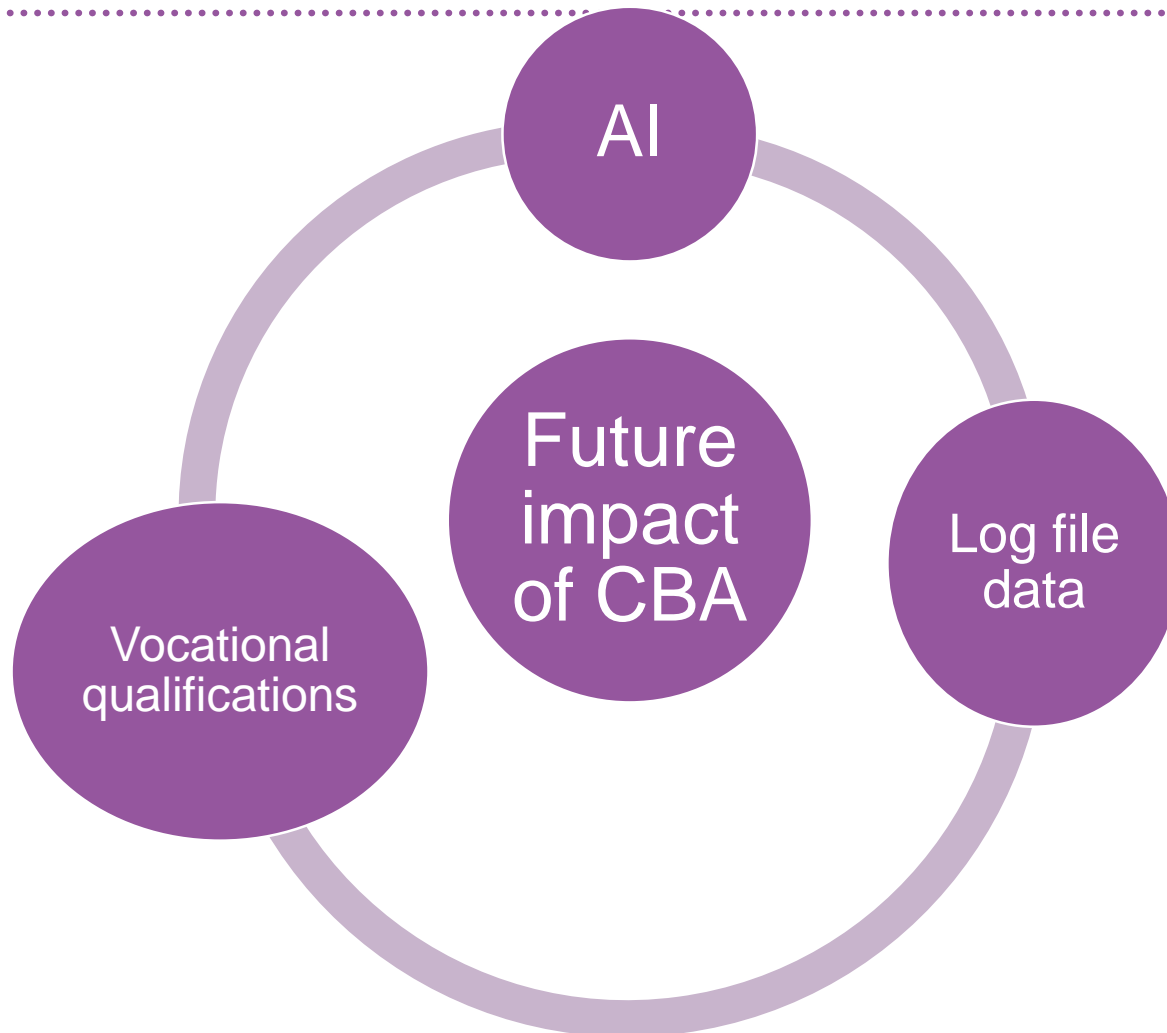 AI
Future
impact
of CBA
Log file
data
Vocational
qualifications